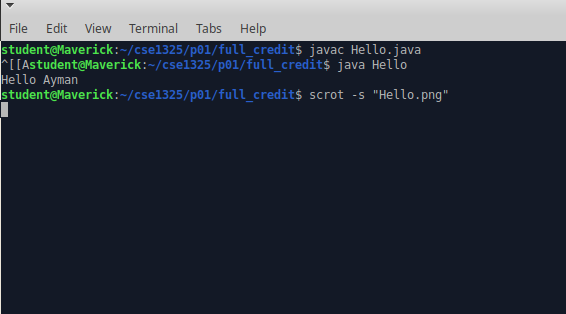 File Edit View Terminal Tabs Help
student@Maverick:~/cse1325/p01/full_credit$ javac Hello.java
^[[Astudent@Maverick:~/cse1325/p01/full_credit$ java Hello
Hello Ayman
student@Maverick:~/cse1325/p01/full_credit$ scrot -s "Hello.png"